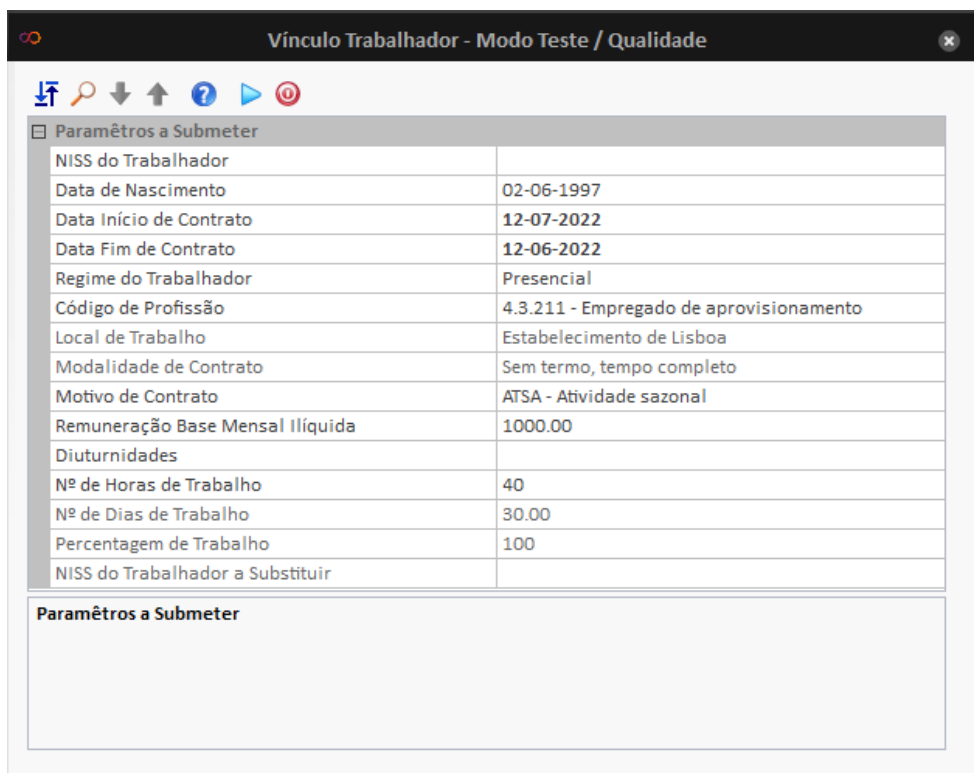 Vínculo Trabalhador - Modo Teste / Qualidade
Paramêtros a Submeter
NISS do Trabalhador
Data de Nascimento 02-06-1997
Data Início de Contrato 12-07-2022
Data Fim de Contrato 12-06-2022
Regime do Trabalhador Presencial
Código de Profissão 4.3.211 - Empregado de aprovisionamento
Local de Trabalho Estabelecimento de Lisboa
Modalidade de Contrato Sem termo, tempo completo
Motivo de Contrato ATSA - Atividade sazonal
Remuneração Base Mensal Ilíquida 1000.00
Diuturnidades
Nº de Horas de Trabalho 40
Nº de Dias de Trabalho 30.00
Percentagem de Trabalho 100
NISS do Trabalhador a Substituir
Paramêtros a Submeter